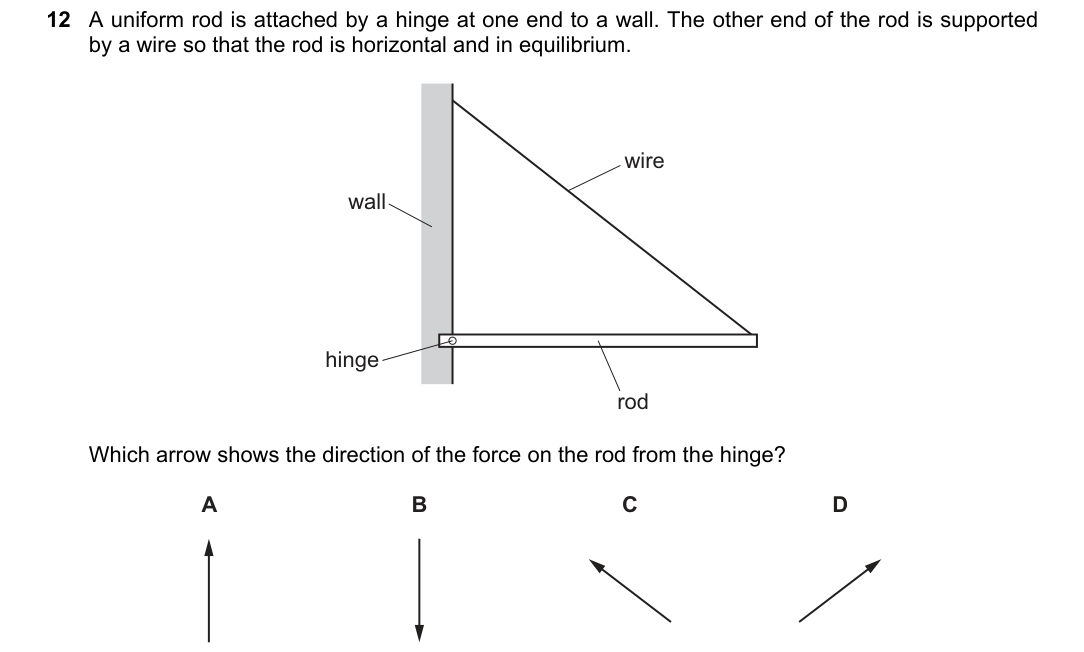 12 A uniform rod is attached by a hinge at one end to a wall. The other end of the rod is supported
by a wire so that the rod is horizontal and in equilibrium.
wire
wall
hinge
rod
Which arrow shows the direction of the force on the rod from the hinge?
A B C D